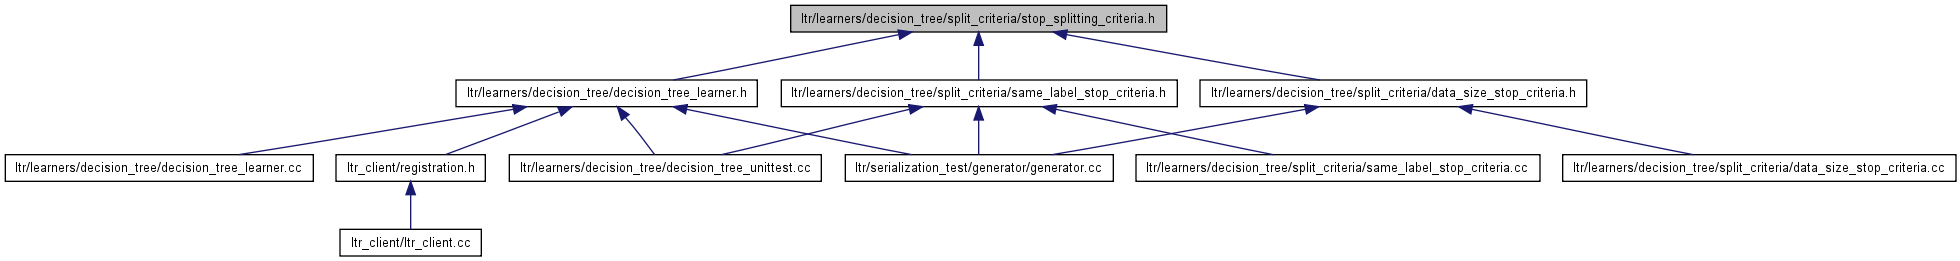 ltr/learners/decision_tree/split_criteria/stop_splitting_criteria.h
ltr/learners/decision_tree/decision_tree_learner.h
ltr/learners/decision_tree/split_criteria/same_label_stop_criteria.h
ltr/learners/decision_tree/split_criteria/data_size_stop_criteria.h
ltr/learners/decision_tree/decision_tree_learner.cc
ltr_client/registration.h
ltr/learners/decision_tree/decision_tree_unittest.cc
ltr/serialization_test/generator/generator.cc
ltr/learners/decision_tree/split_criteria/same_label_stop_criteria.cc
ltr/learners/decision_tree/split_criteria/data_size_stop_criteria.cc
ltr_client/ltr_client.cc